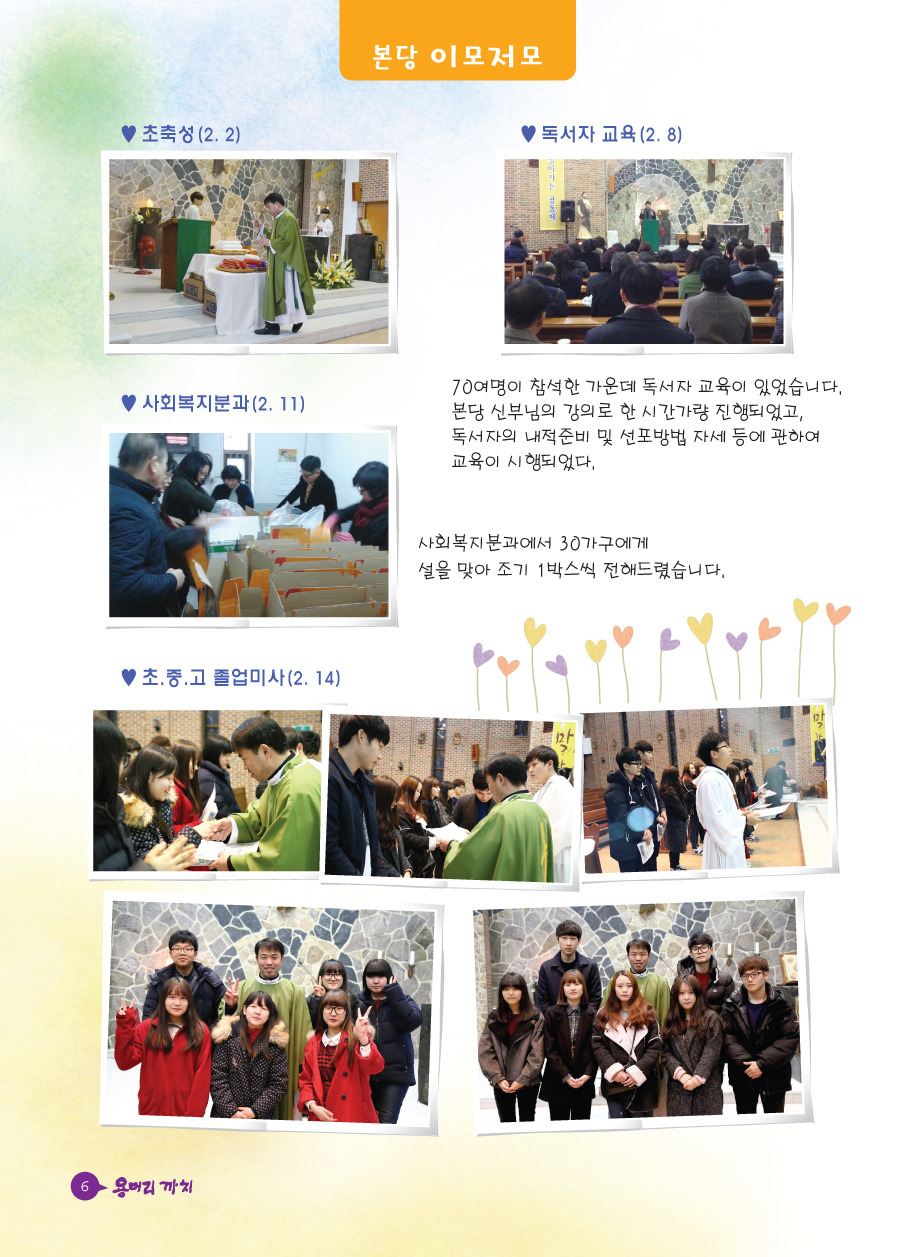 본당 이모저모
♥ 초축성(2. 2)
♥ 독서자 교육(2. 8)
70여명이 참석한 가운데 독서자 교육이 있었습니다.
본당 신부님의 강의로 한 시간가량 진행되었고,
독서자의 내적준비 및 선포방법 자세 등에 관하여
교육이 시행되었다.
♥ 사회복지분과(2. 11)
사회복지분과에서 30가구에게
설을 맞아 조기 1박스씩 전해드렸습니다.
♥ 초.중.고 졸업미사(2. 14)
6 용머리 까치